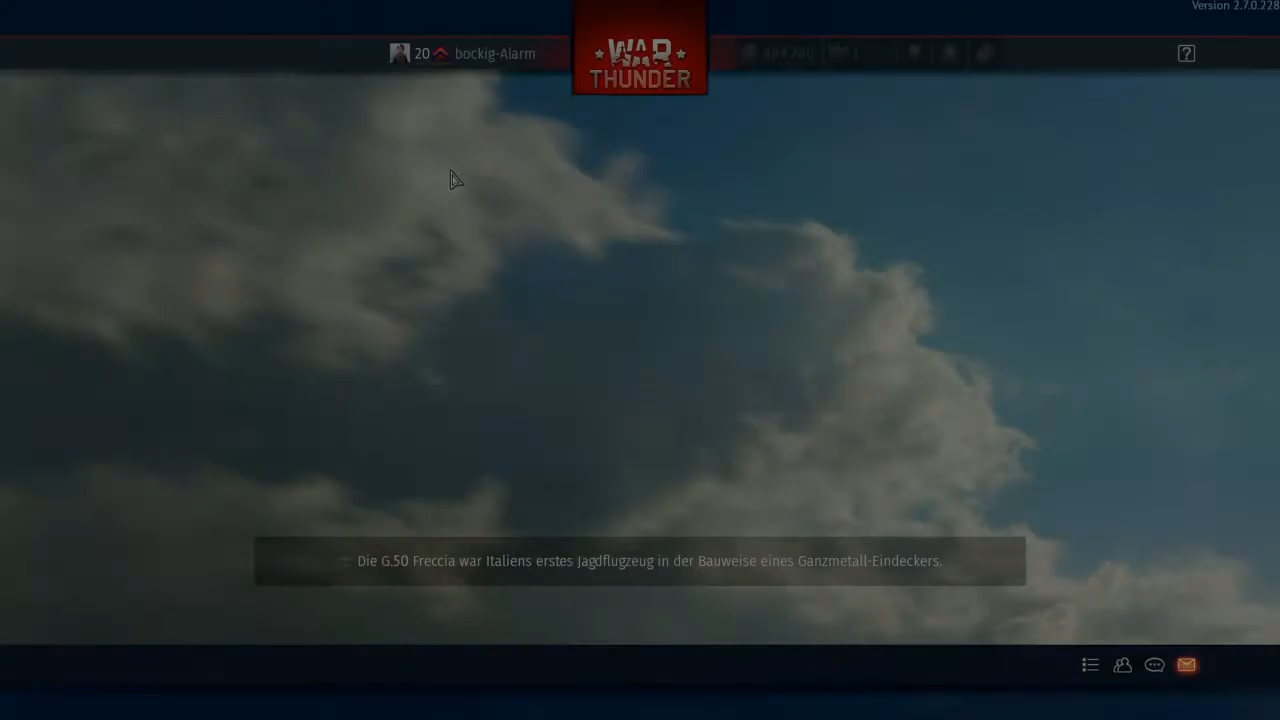 Version 2.7.0.228
20 bockig-Alarm
WAR
THUNDER
Die G.50 Freccia war Italiens erstes Jagdflugzeug in der Bauweise eines Ganzmetall-Eindeckers.